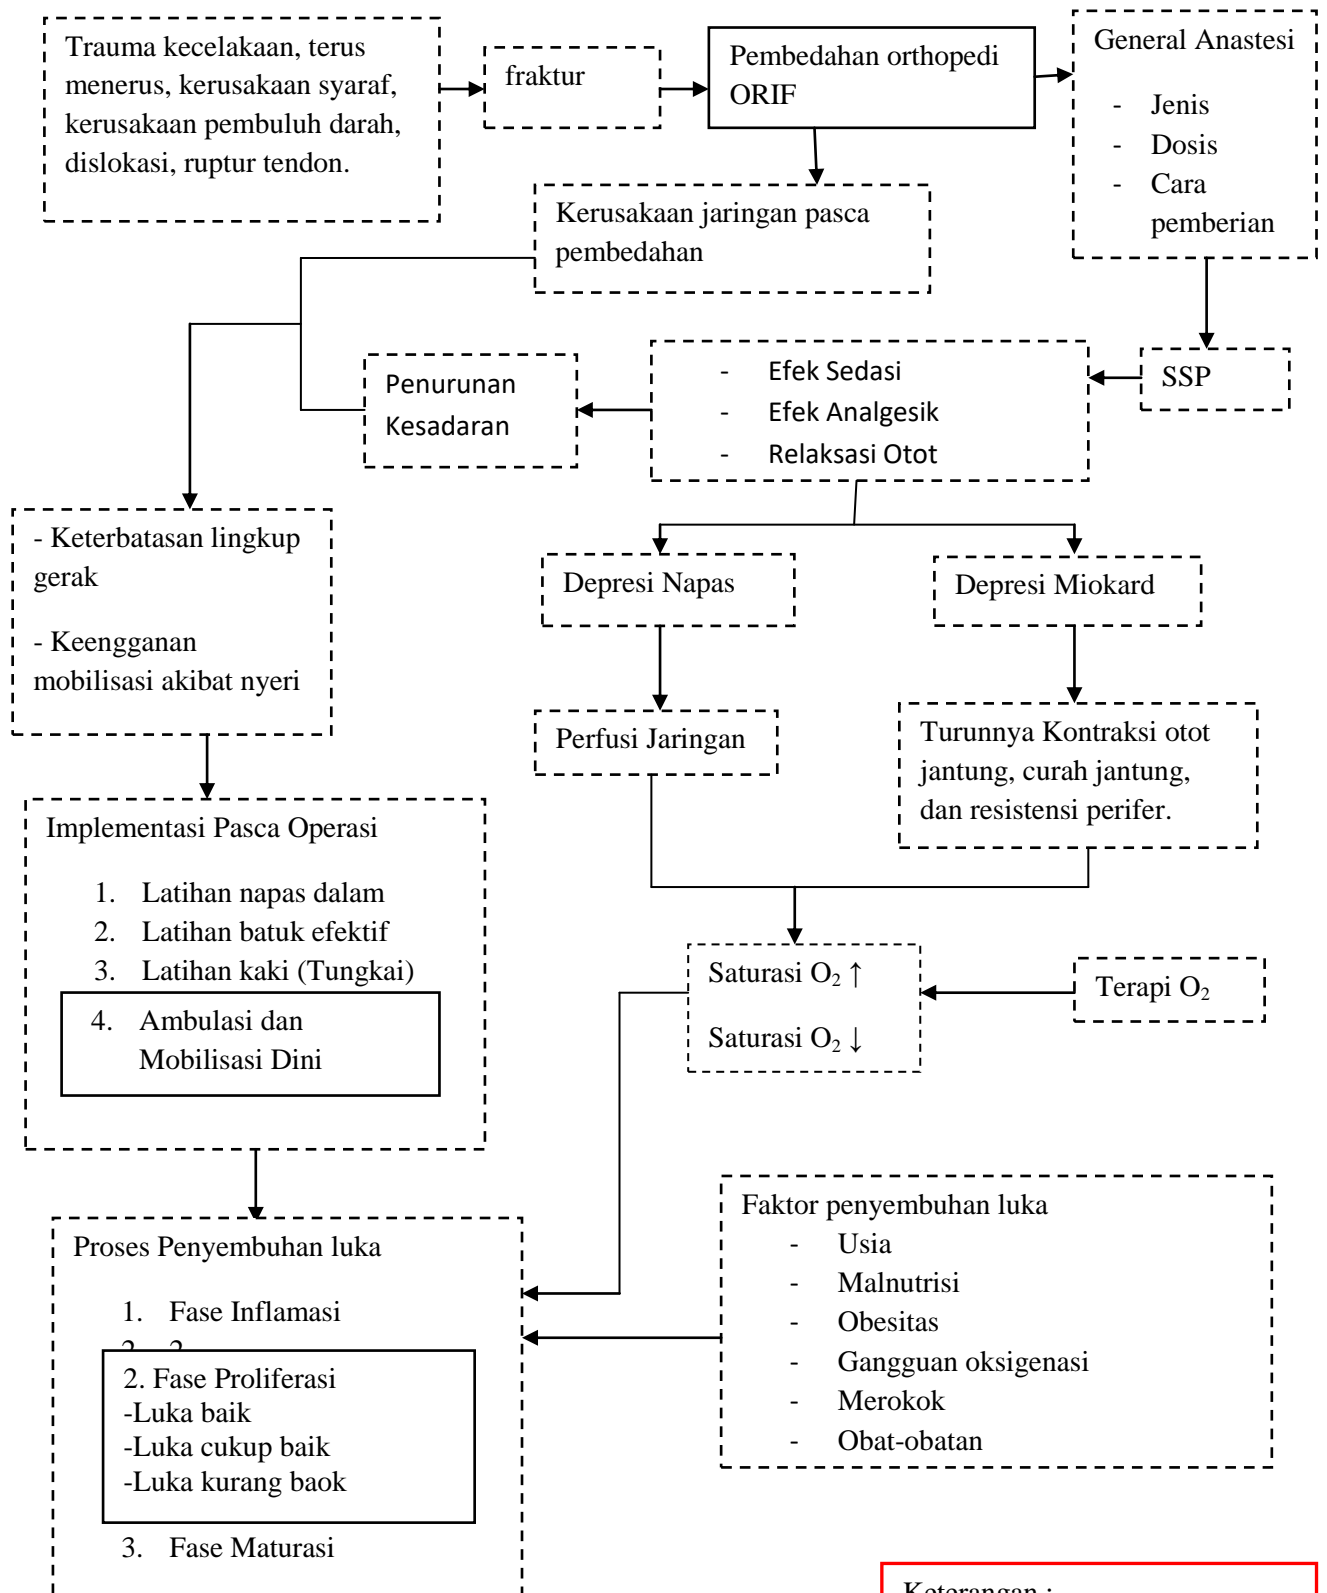 Trauma kecelakaan, terus
menerus, kerusakaan syaraf,
kerusakaan pembuluh darah,
dislokasi, ruptur tendon.
fraktur
Pembedahan orthopedi
ORIF
General Anastesi
- Jenis
- Dosis
- Cara
pemberian
Kerusakaan jaringan pasca
pembedahan
Penurunan
Kesadaran
- Efek Sedasi
- Efek Analgesik
- Relaksasi Otot
SSP
- Keterbatasan lingkup
gerak
- Keengganan
mobilisasi akibat nyeri
Depresi Napas
Depresi Miokard
Perfusi Jaringan
Turunnya Kontraksi otot
jantung, curah jantung,
dan resistensi perifer.
Implementasi Pasca Operasi
1. Latihan napas dalam
2. Latihan batuk efektif
3. Latihan kaki (Tungkai)
4. Ambulasi dan
Mobilisasi Dini
Saturasi O₂ ↑
Saturasi O₂ ↓
Terapi O₂
Proses Penyembuhan luka
1. Fase Inflamasi
2. Fase Proliferasi
-Luka baik
-Luka cukup baik
-Luka kurang baok
3. Fase Maturasi
Faktor penyembuhan luka
- Usia
- Malnutrisi
- Obesitas
- Gangguan oksigenasi
- Merokok
- Obat-obatan
Keterangan :